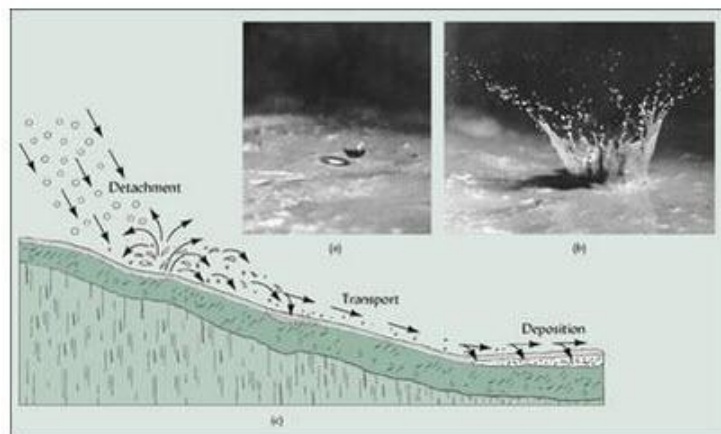 (a)
(b)
Detachment
Transport
Deposition
(c)